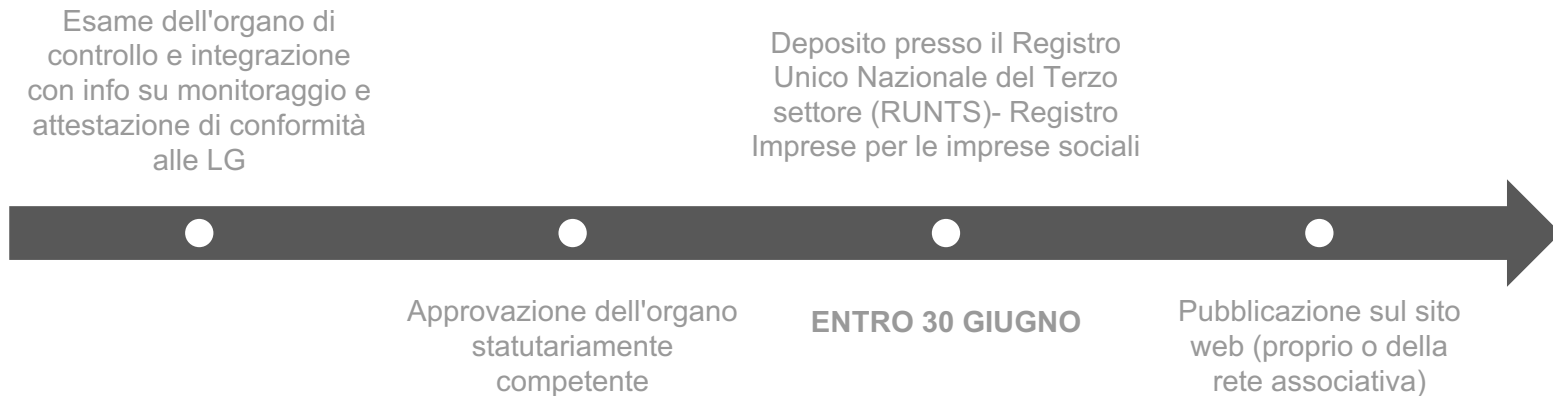 Esame dell'organo di
controllo e integrazione
con info su monitoraggio e
attestazione di conformità
alle LG
Approvazione dell'organo
statutariamente
competente
Deposito presso il Registro
Unico Nazionale del Terzo
settore (RUNTS)- Registro
Imprese per le imprese sociali
ENTRO 30 GIUGNO
Pubblicazione sul sito
web (proprio o della
rete associativa)